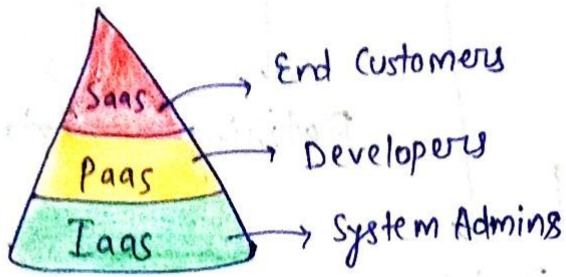 Saas
End Customers
Paas
Developers
Iaas
System Admins